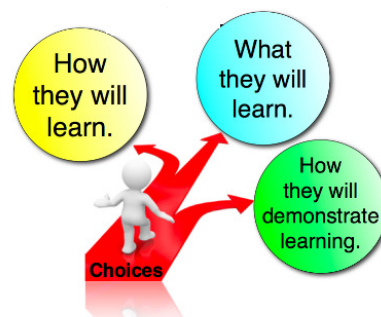 How
they will
learn.
What
they will
learn.
How
they will
demonstrate
learning.
Choices